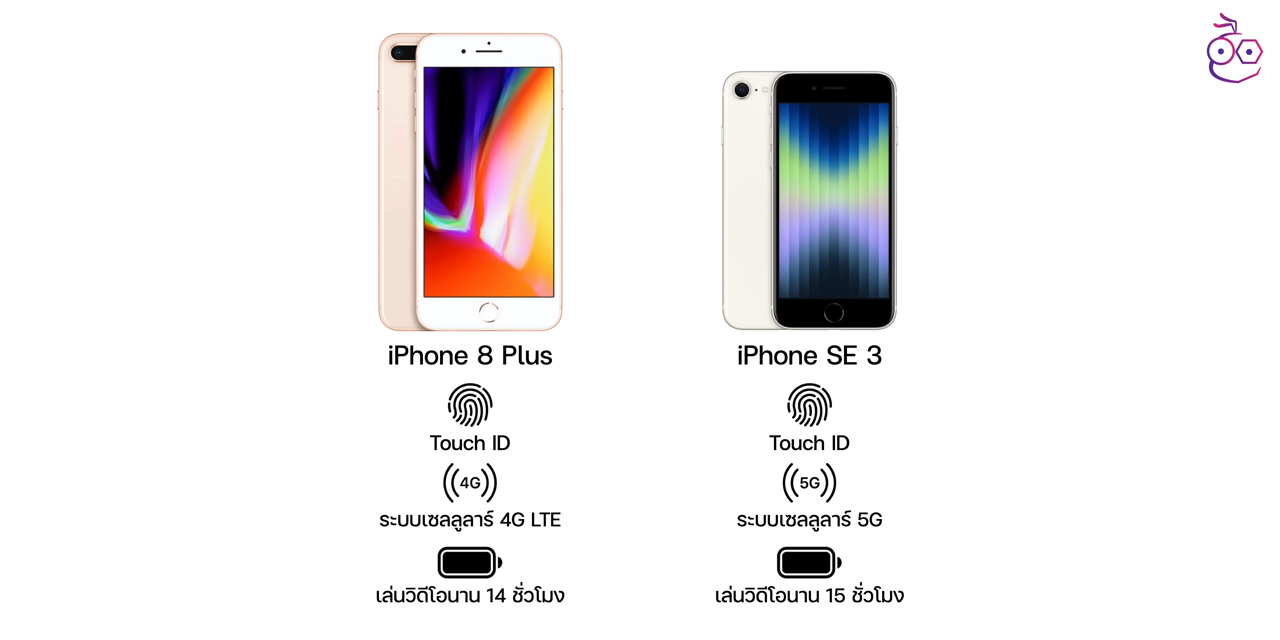 iPhone 8 Plus
Touch ID
4G
ระบบเซลลูลาร์ 4G LTE
เล่นวิดีโอนาน 14 ชั่วโมง
iPhone SE 3
Touch ID
5G
ระบบเซลลูลาร์ 5G
เล่นวิดีโอนาน 15 ชั่วโมง